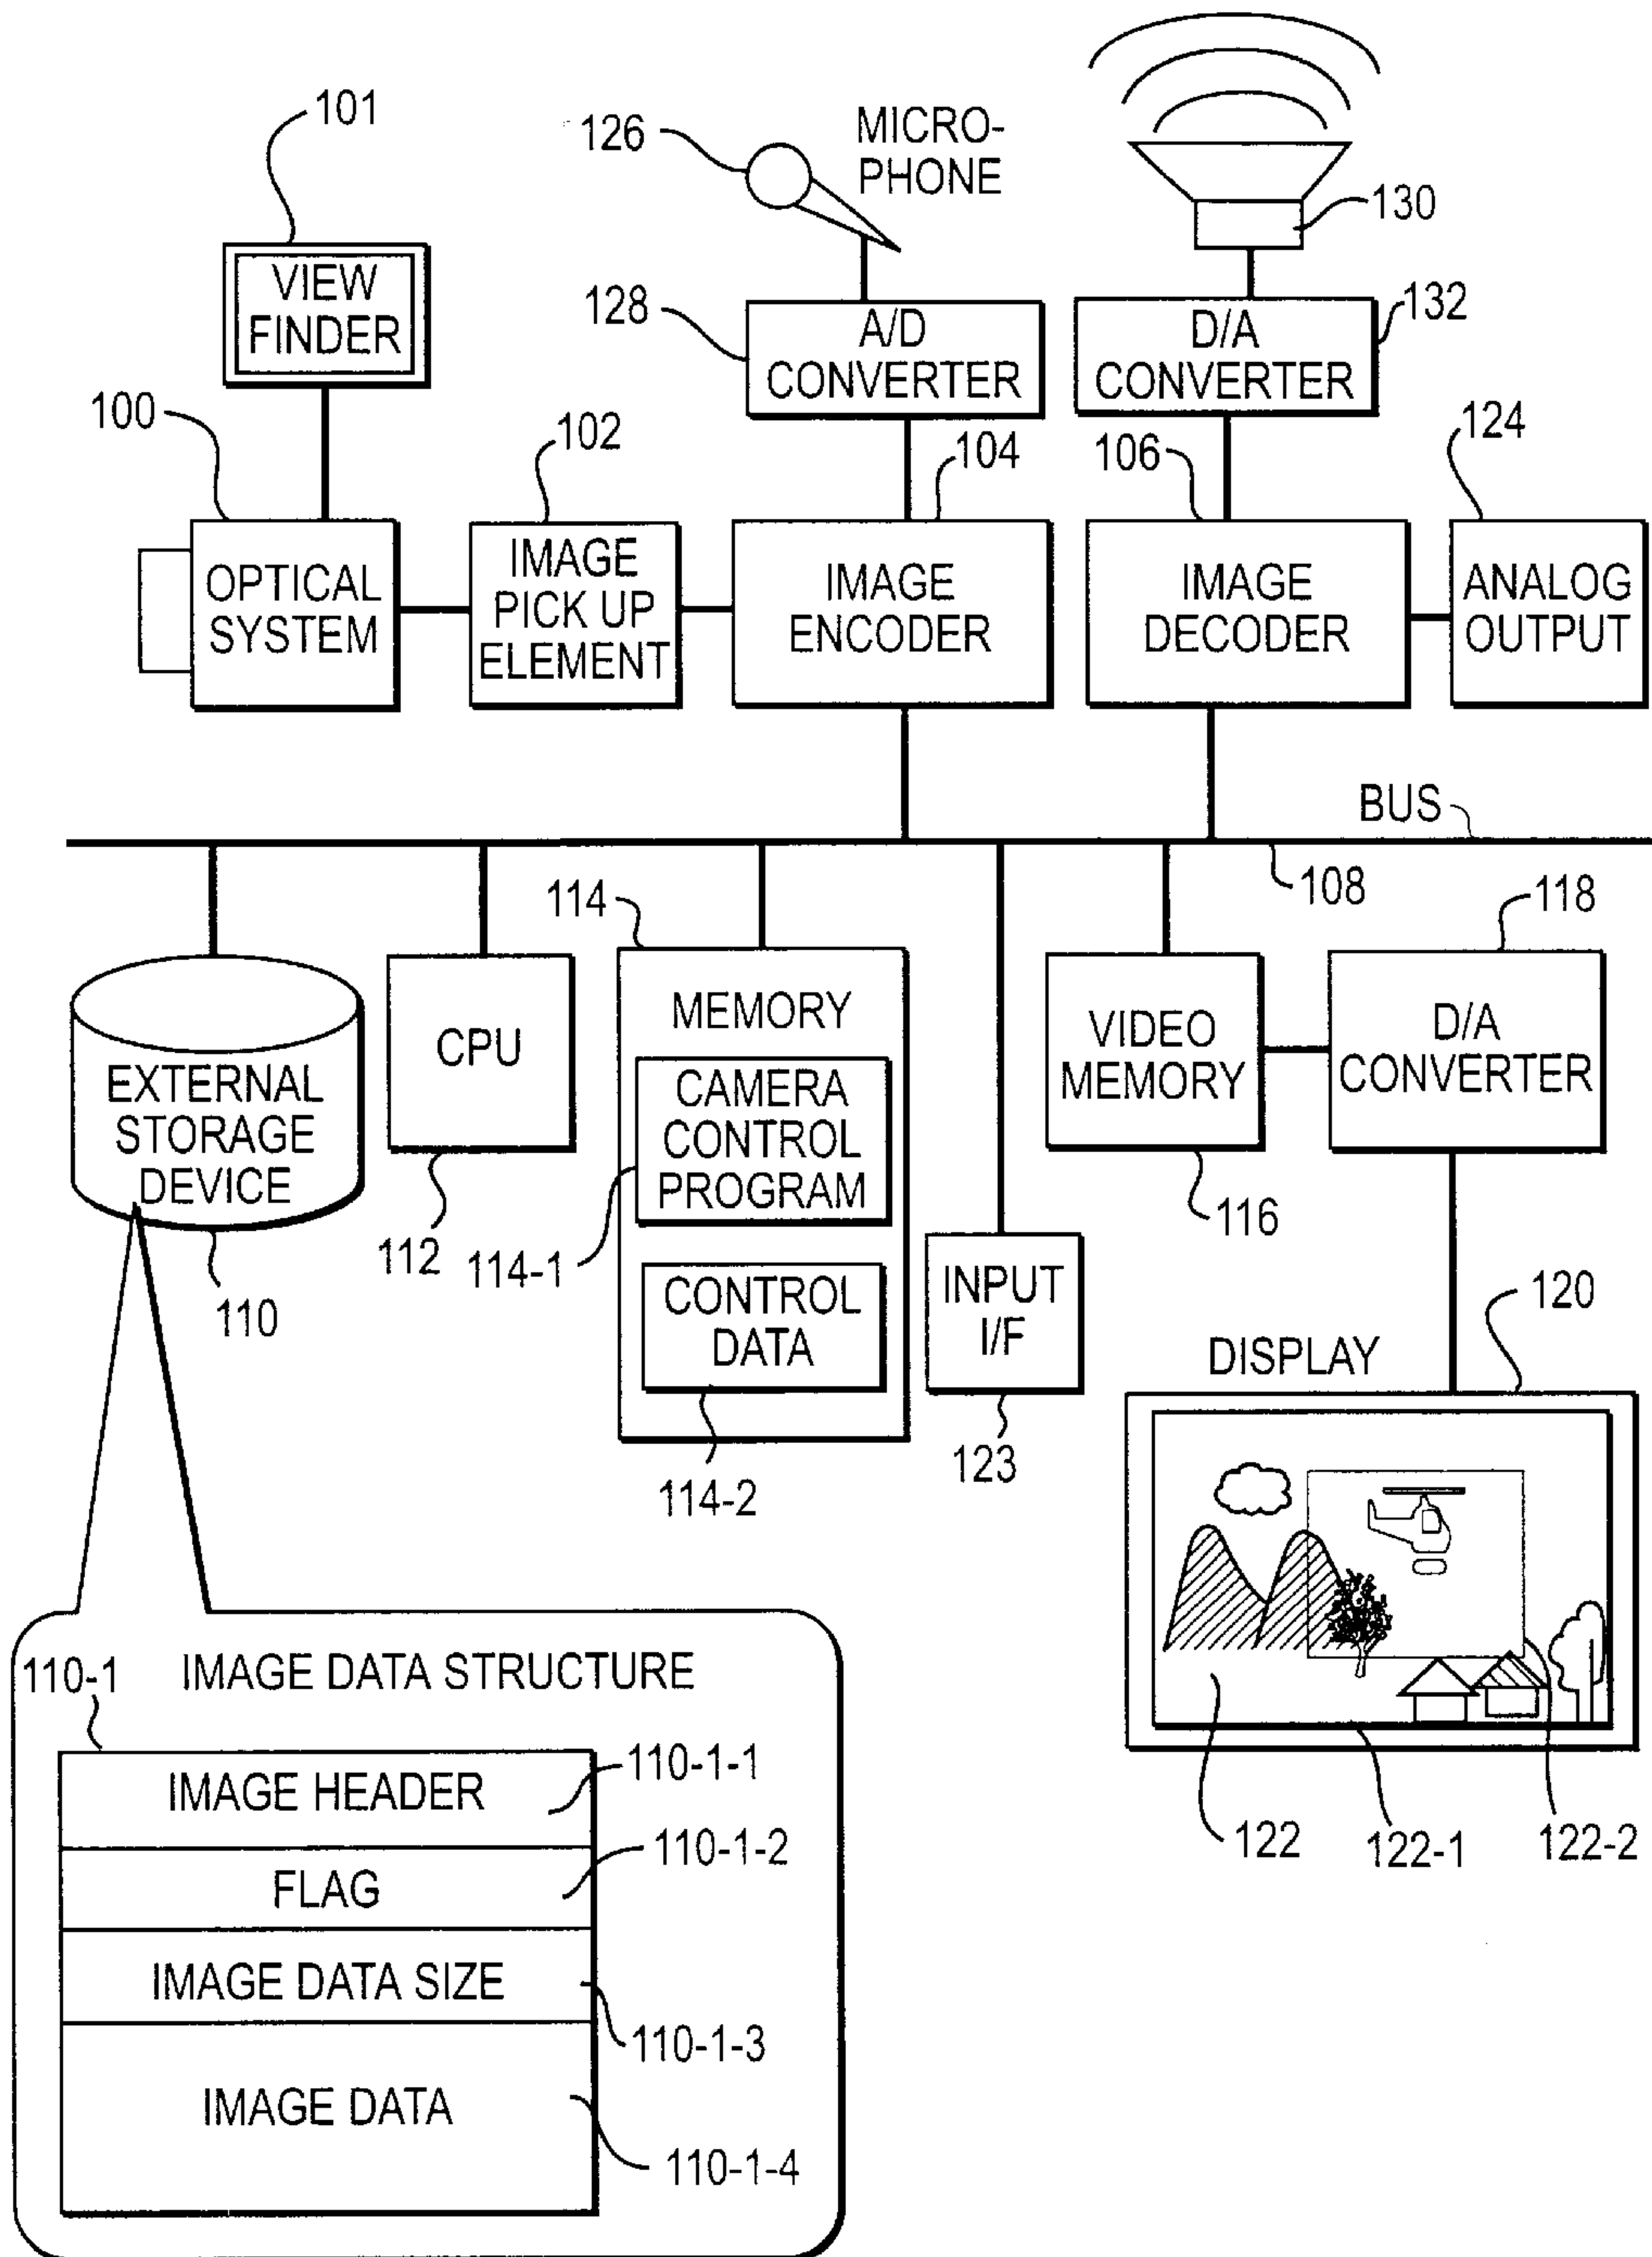 101
VIEW
FINDER
126
MICRO-
PHONE
130
128
A/D
CONVERTER
D/A
CONVERTER
132
100
OPTICAL
SYSTEM
102
IMAGE
PICK UP
ELEMENT
104
IMAGE
ENCODER
106
IMAGE
DECODER
124
ANALOG
OUTPUT
BUS
108
EXTERNAL
STORAGE
DEVICE
110
CPU
112
114
MEMORY
CAMERA
CONTROL
PROGRAM
114-1
CONTROL
DATA
114-2
INPUT
I/F
123
VIDEO
MEMORY
116
118
D/A
CONVERTER
120
DISPLAY
122
122-1
122-2
IMAGE DATA STRUCTURE
110-1
IMAGE HEADER
110-1-1
FLAG
110-1-2
IMAGE DATA SIZE
110-1-3
IMAGE DATA
110-1-4